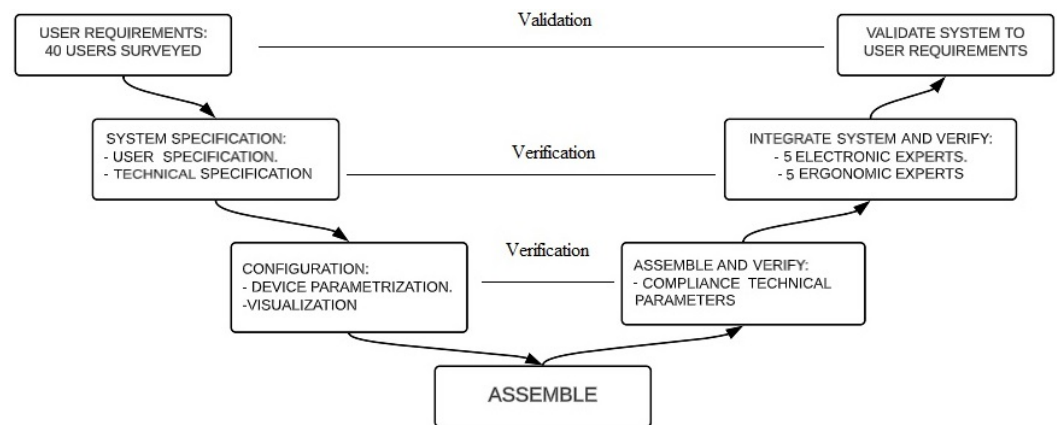 Validation
USER REQUIREMENTS:
40 USERS SURVEYED
VALIDATE SYSTEM TO
USER REQUIREMENTS
SYSTEM SPECIFICATION:
- USER SPECIFICATION.
- TECHNICAL SPECIFICATION
Verification
INTEGRATE SYSTEM AND VERIFY:
- 5 ELECTRONIC EXPERTS.
- 5 ERGONOMIC EXPERTS
CONFIGURATION:
- DEVICE PARAMETRIZATION.
-VISUALIZATION
Verification
ASSEMBLE AND VERIFY:
- COMPLIANCE TECHNICAL
PARAMETERS
ASSEMBLE